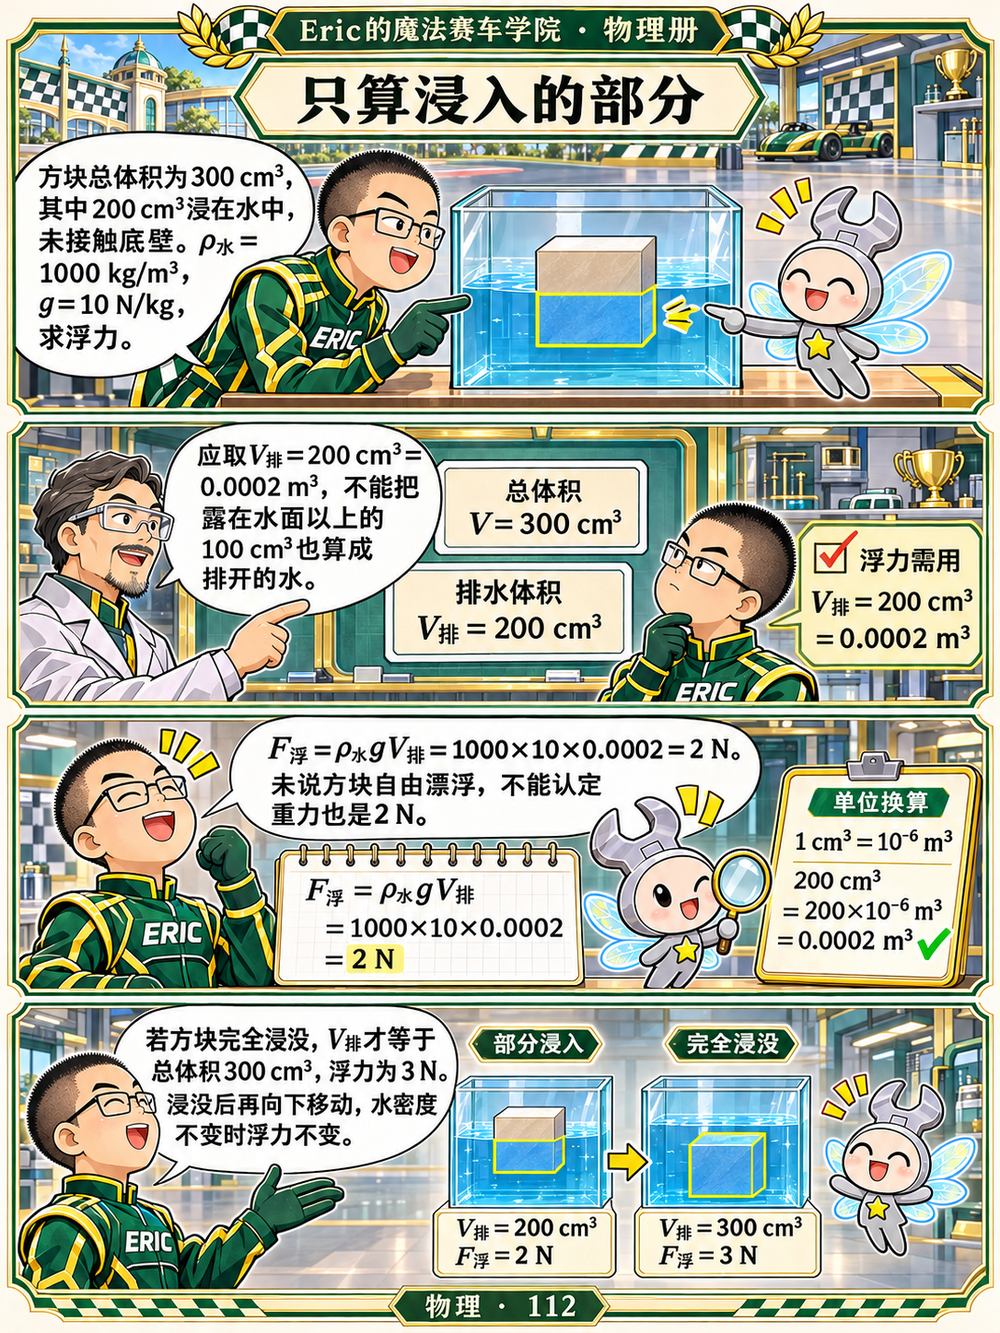 Eric的魔法赛车学院 · 物理册
只算浸入的部分
方块总体积为300 cm³，
其中200 cm³浸在水中，
未接触底壁。ρ水＝
1000 kg/m³，
g＝10 N/kg，
求浮力。
ERIC
应取V排＝200 cm³＝
0.0002 m³，不能把
露在水面以上的
100 cm³也算成
排开的水。
总体积
V＝300 cm³
排水体积
V排＝200 cm³
浮力需用
V排＝200 cm³
＝0.0002 m³
ERIC
F浮＝ρ水gV排＝1000×10×0.0002＝2 N。
未说方块自由漂浮，不能认定
重力也是2 N。
ERIC
F浮＝ρ水gV排
＝1000×10×0.0002
＝2 N
单位换算
1 cm³＝10⁻⁶ m³
200 cm³
＝200×10⁻⁶ m³
＝0.0002 m³
若方块完全浸没，V排才等于
总体积300 cm³，浮力为3 N。
浸没后再向下移动，水密度
不变时浮力不变。
ERIC
部分浸入
V排＝200 cm³
F浮＝2 N
完全浸没
V排＝300 cm³
F浮＝3 N
物理 · 112